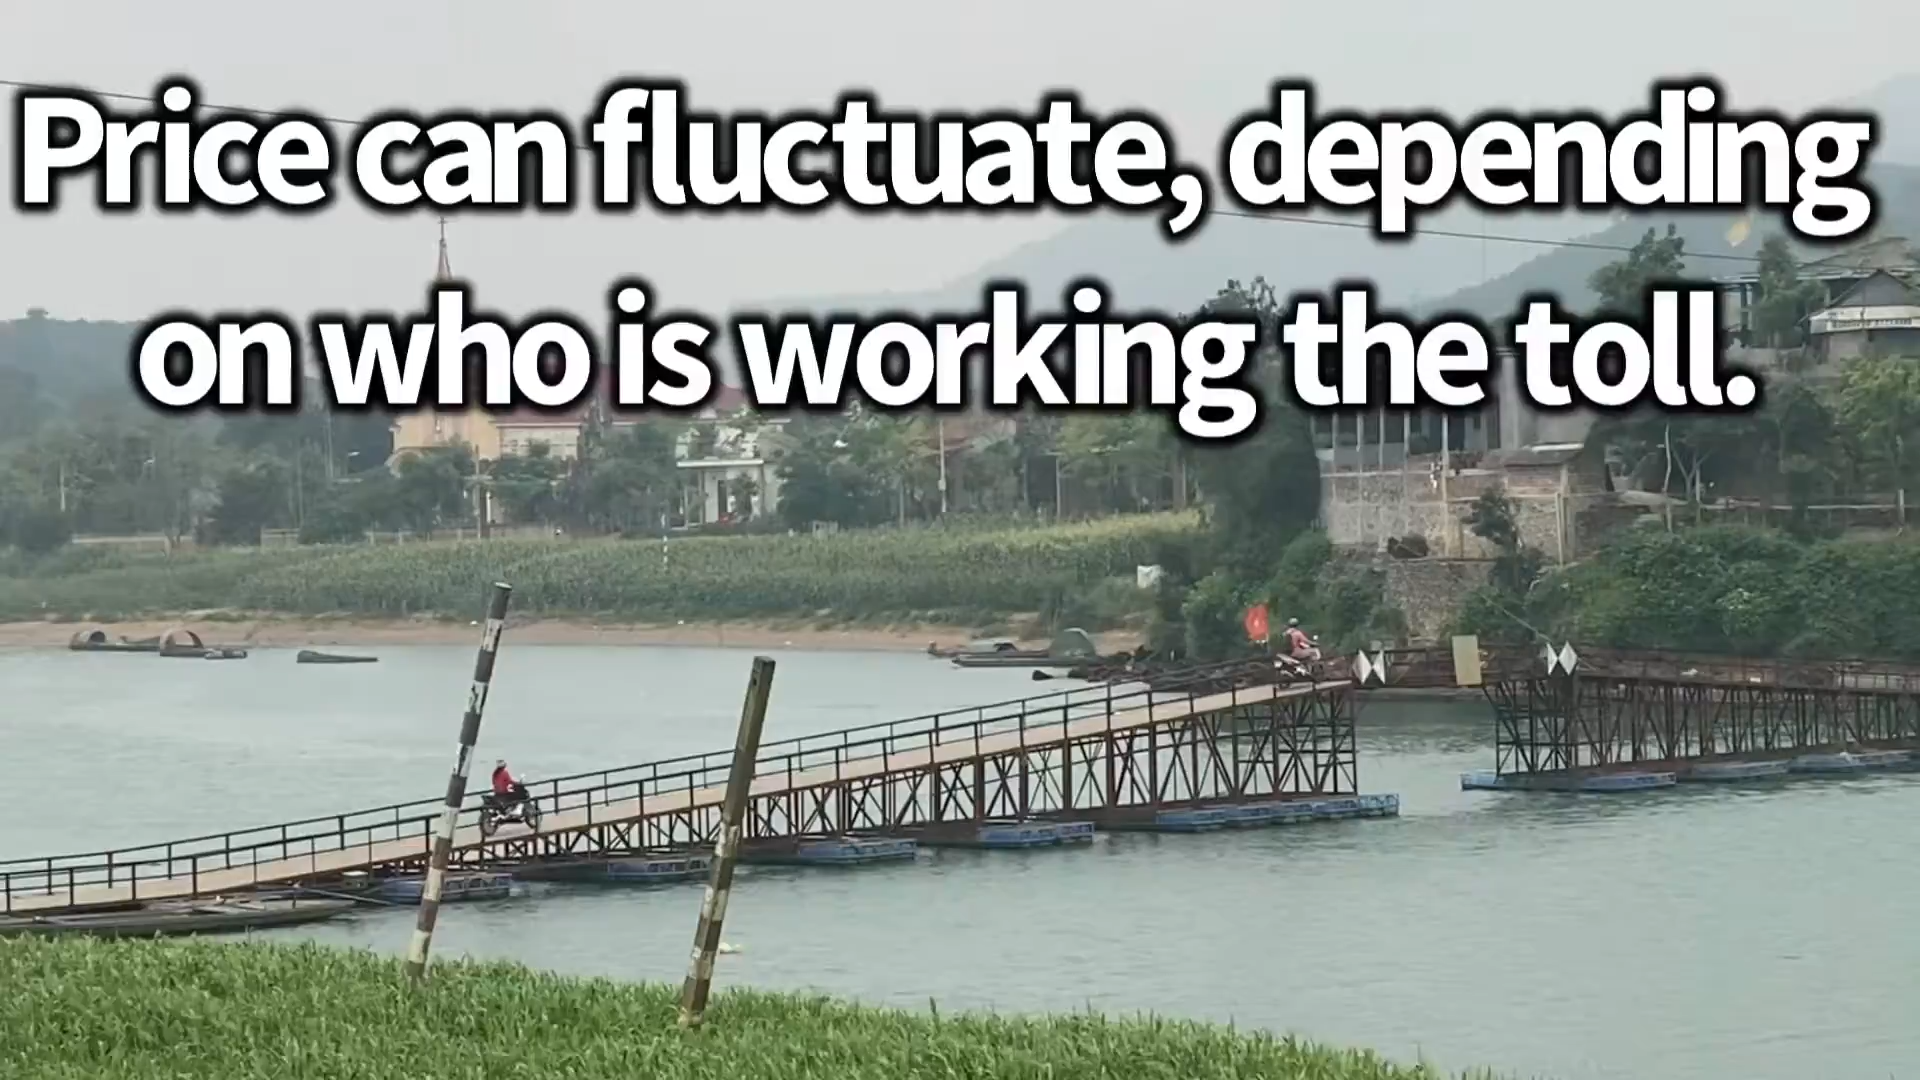 Price can fluctuate, depending
on who is working the toll.